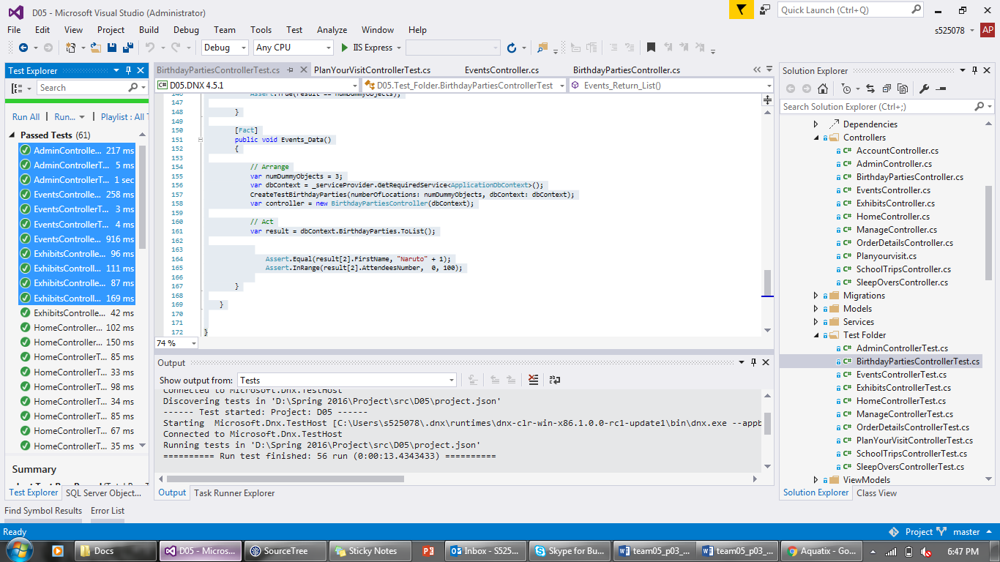 D05 - Microsoft Visual Studio (Administrator)
Quick Launch (Ctrl+Q)
File Edit View Project Build Debug Team Tools Test Analyze Window Help
s525078 AP
Debug Any CPU IIS Express
Test Explorer
Search
Run All | Run... | Playlist : All T
Passed Tests (61)
AdminControlle... 217 ms
AdminControllerT... 5 ms
AdminControllerT... 1 sec
EventsControlle... 258 ms
EventsControllerT... 3 ms
EventsControllerT... 4 ms
EventsControlle... 916 ms
ExhibitsControlle... 96 ms
ExhibitsControll... 111 ms
ExhibitsControlle... 87 ms
ExhibitsControll... 169 ms
ExhibitsControlle... 42 ms
HomeController... 102 ms
HomeController... 150 ms
HomeControllerT... 85 ms
HomeControllerT... 33 ms
HomeControllerT... 98 ms
HomeControllerT... 34 ms
HomeControllerT... 85 ms
HomeControllerT... 67 ms
HomeControllerT... 35 ms
Summary
Test Explorer SQL Server Object...
Find Symbol Results Error List
BirthdayPartiesControllerTest.cs PlanYourVisitControllerTest.cs EventsController.cs BirthdayPartiesController.cs
C# D05.DNX 4.5.1 D05.Test_Folder.BirthdayPartiesControllerTest Events_Return_List()
146 Assert.True(result == numDummyObjects);
147
148 }
149
150 [Fact]
151 public void Events_Data()
152 {
153
154 // Arrange
155 var numDummyObjects = 3;
156 var dbContext = _serviceProvider.GetRequiredService<ApplicationDbContext>();
157 CreateTestBirthdayParties(numberOfLocations: numDummyObjects, dbContext: dbContext);
158 var controller = new BirthdayPartiesController(dbContext);
159
160 // Act
161 var result = dbContext.BirthdayParties.ToList();
162
163
164 Assert.Equal(result[2].FirstName, "Naruto" + 1);
165 Assert.InRange(result[2].AttendeesNumber,  0, 100);
166
167 }
168
169 }
170
171
172 }
74 %
Output
Show output from: Tests
Connected to Microsoft.Dnx.TestHost
Discovering tests in 'D:\Spring 2016\Project\src\D05\project.json'
------ Test started: Project: D05 ------
Starting  Microsoft.Dnx.TestHost [C:\Users\s525078\.dnx\runtimes\dnx-clr-win-x86.1.0.0-rc1-update1\bin\dnx.exe --appb
Connected to Microsoft.Dnx.TestHost
Running tests in 'D:\Spring 2016\Project\src\D05\project.json'
========== Run test finished: 56 run (0:00:13.4343433) ==========
Output Task Runner Explorer
Solution Explorer
Search Solution Explorer (Ctrl+;)
Dependencies
Controllers
C# AccountController.cs
C# AdminController.cs
C# BirthdayPartiesController.cs
C# EventsController.cs
C# ExhibitsController.cs
C# HomeController.cs
C# ManageController.cs
C# OrderDetailsController.cs
C# Planyourvisit.cs
C# SchoolTripsController.cs
C# SleepOversController.cs
Migrations
Models
Services
Test Folder
C# AdminControllerTest.cs
C# BirthdayPartiesControllerTest.cs
C# EventsControllerTest.cs
C# ExhibitsControllerTest.cs
C# HomeControllerTest.cs
C# ManageControllerTest.cs
C# OrderDetailsControllerTest.cs
C# PlanYourVisitControllerTest.cs
C# SchoolTripsControllerTest.cs
C# SleepOversControllerTest.cs
ViewModels
Solution Explorer Class View
Ready Project master
Docs D05 - Micros... SourceTree Sticky Notes Inbox - S525... Skype for Bu... team05_p03_... team05_p03_... Aquatix - Go... 6:47 PM